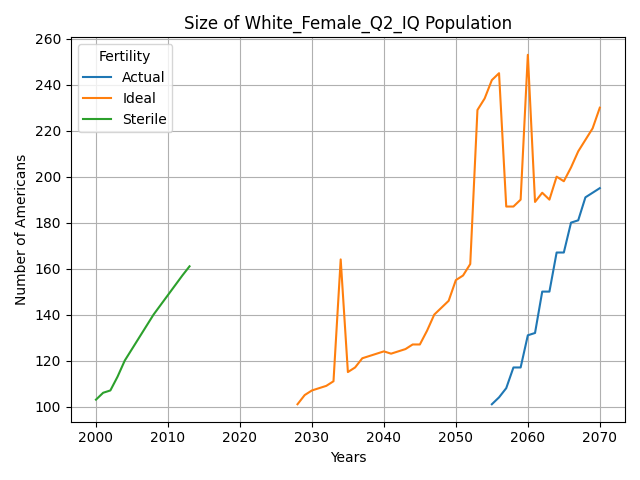 Size of White_Female_Q2_IQ Population
Fertility
Actual
Ideal
Sterile
Number of Americans
260
240
220
200
180
160
140
120
100
2000 2010 2020 2030 2040 2050 2060 2070
Years